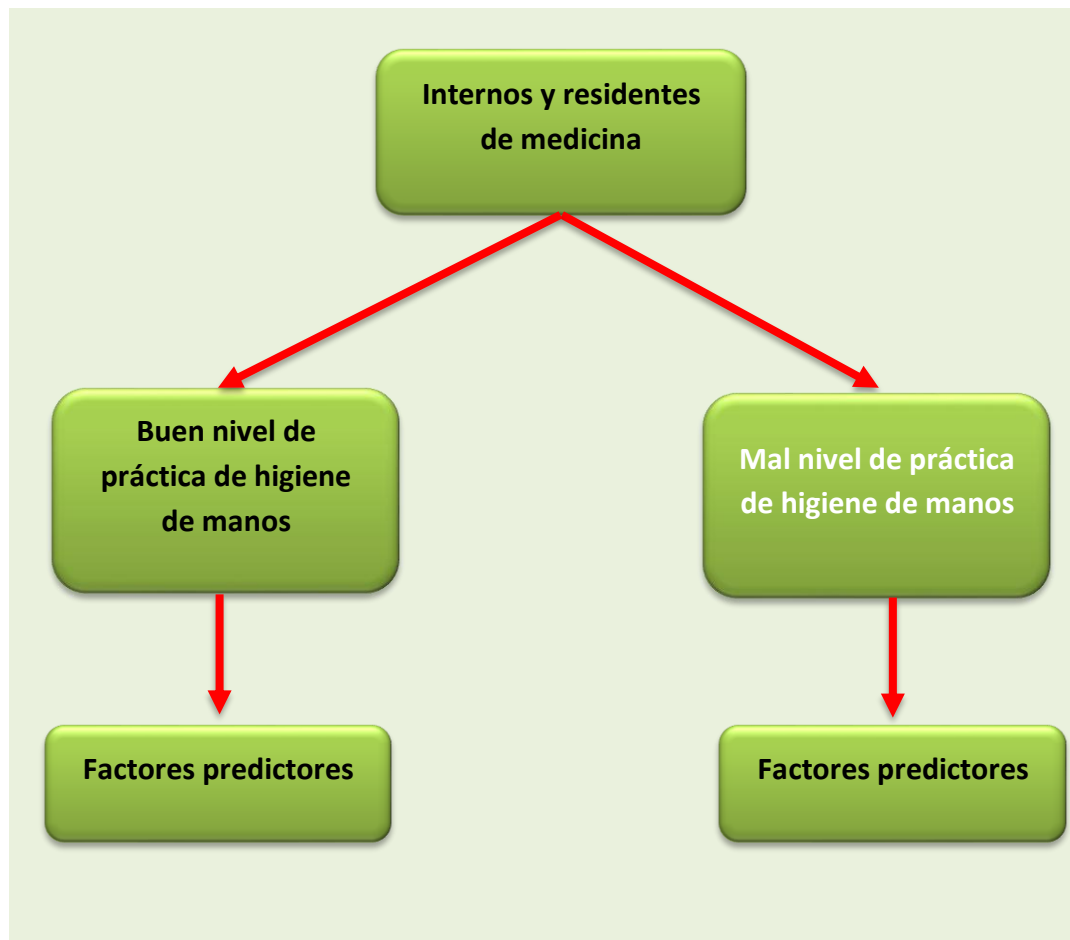 Internos y residentes
de medicina
Buen nivel de
práctica de higiene
de manos
Mal nivel de práctica
de higiene de manos
Factores predictores
Factores predictores